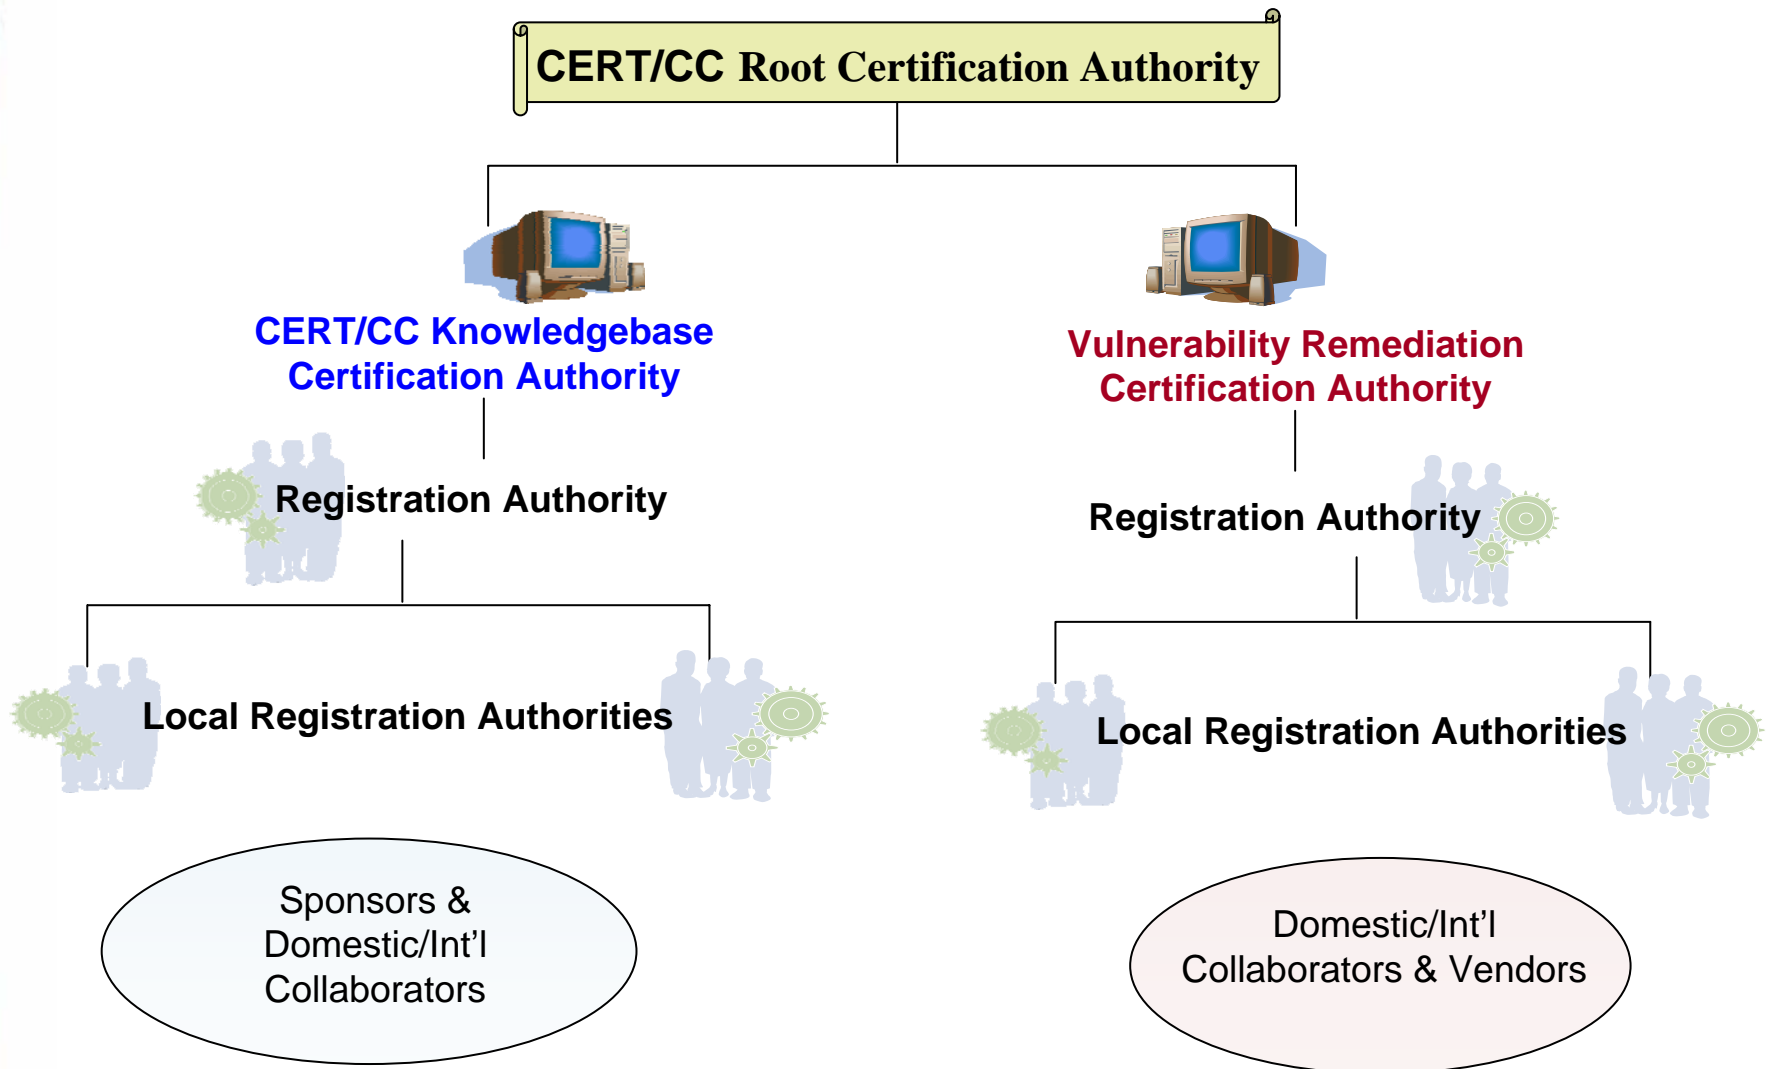 CERT/CC Root Certification Authority
CERT/CC Knowledgebase
Certification Authority
Registration Authority
Local Registration Authorities
Sponsors &
Domestic/Int’l
Collaborators
Vulnerability Remediation
Certification Authority
Registration Authority
Local Registration Authorities
Domestic/Int’l
Collaborators & Vendors